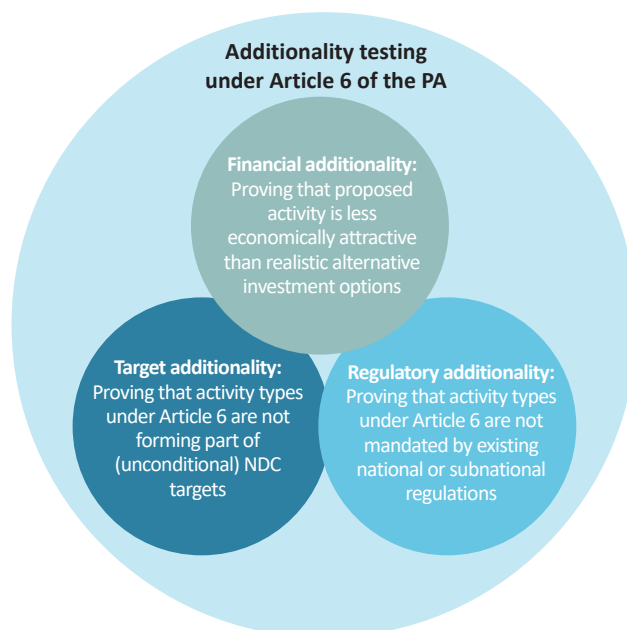 Additionality testing
under Article 6 of the PA
Financial additionality:
Proving that proposed
activity is less
economically attractive
than realistic alternative
investment options
Target additionality:
Proving that activity types
under Article 6 are not
forming part of
(unconditional) NDC
targets
Regulatory additionality:
Proving that activity types
under Article 6 are not
mandated by existing
national or subnational
regulations